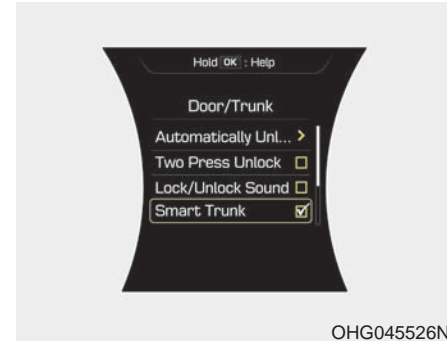 Hold OK : Help
Door/Trunk
Automatically Unl... >
Two Press Unlock
Lock/Unlock Sound
Smart Trunk
OHG045526N